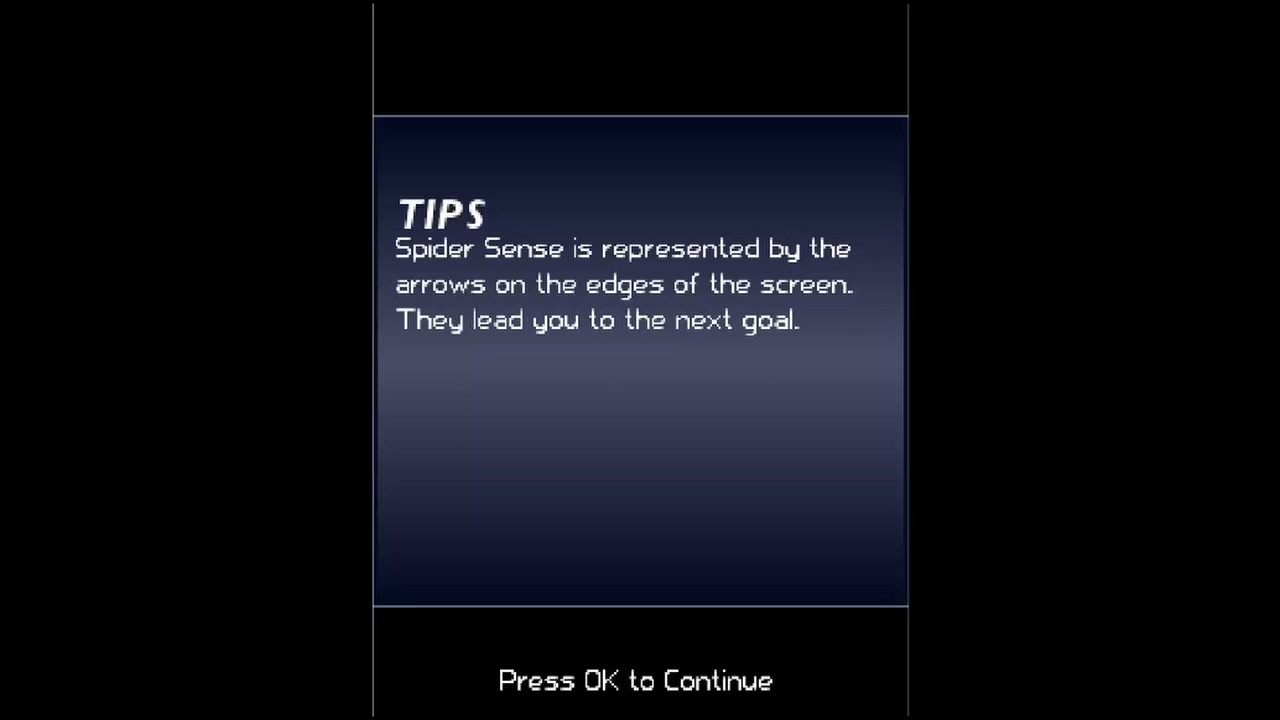 TIPS
Spider Sense is represented by the
arrows on the edges of the screen.
They lead you to the next goal.
Press OK to Continue